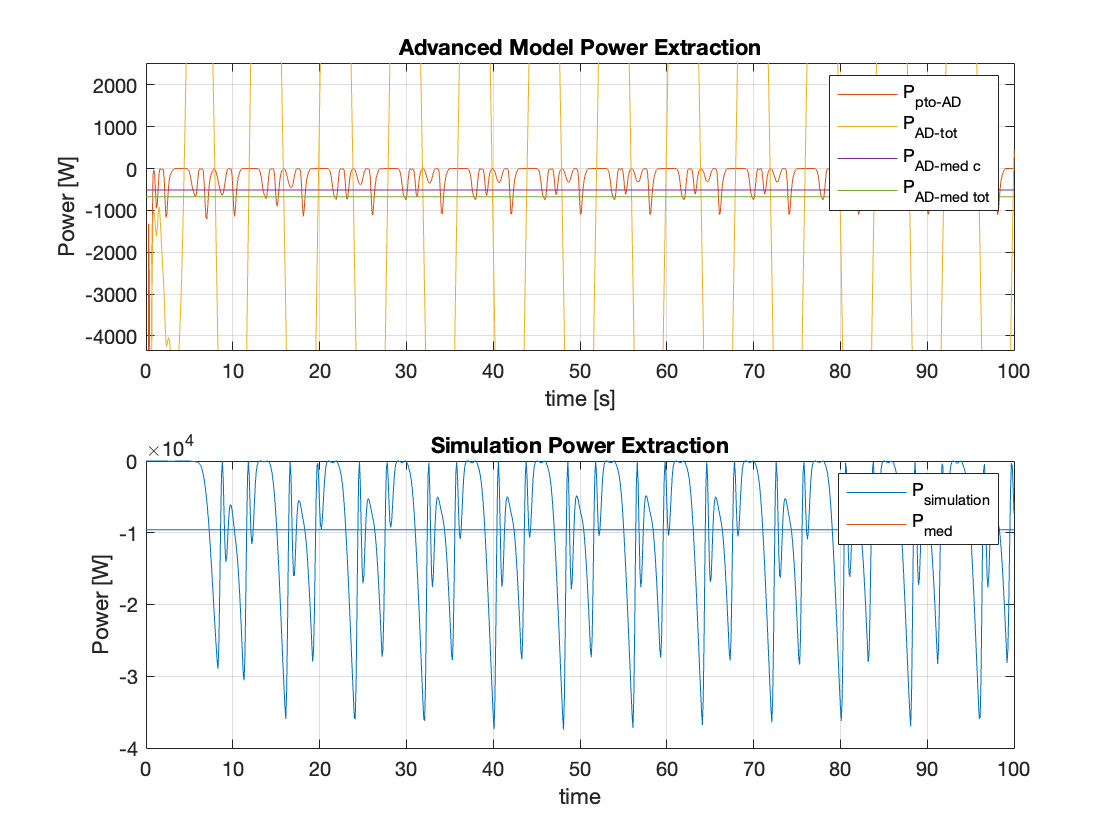 Advanced Model Power Extraction
Power [W]
2000
1000
0
-1000
-2000
-3000
-4000
P_pto-AD
P_AD-tot
P_AD-med c
P_AD-med tot
0 10 20 30 40 50 60 70 80 90 100
time [s]
Simulation Power Extraction
×10^4
Power [W]
0
-1
-2
-3
-4
P_simulation
P_med
0 10 20 30 40 50 60 70 80 90 100
time